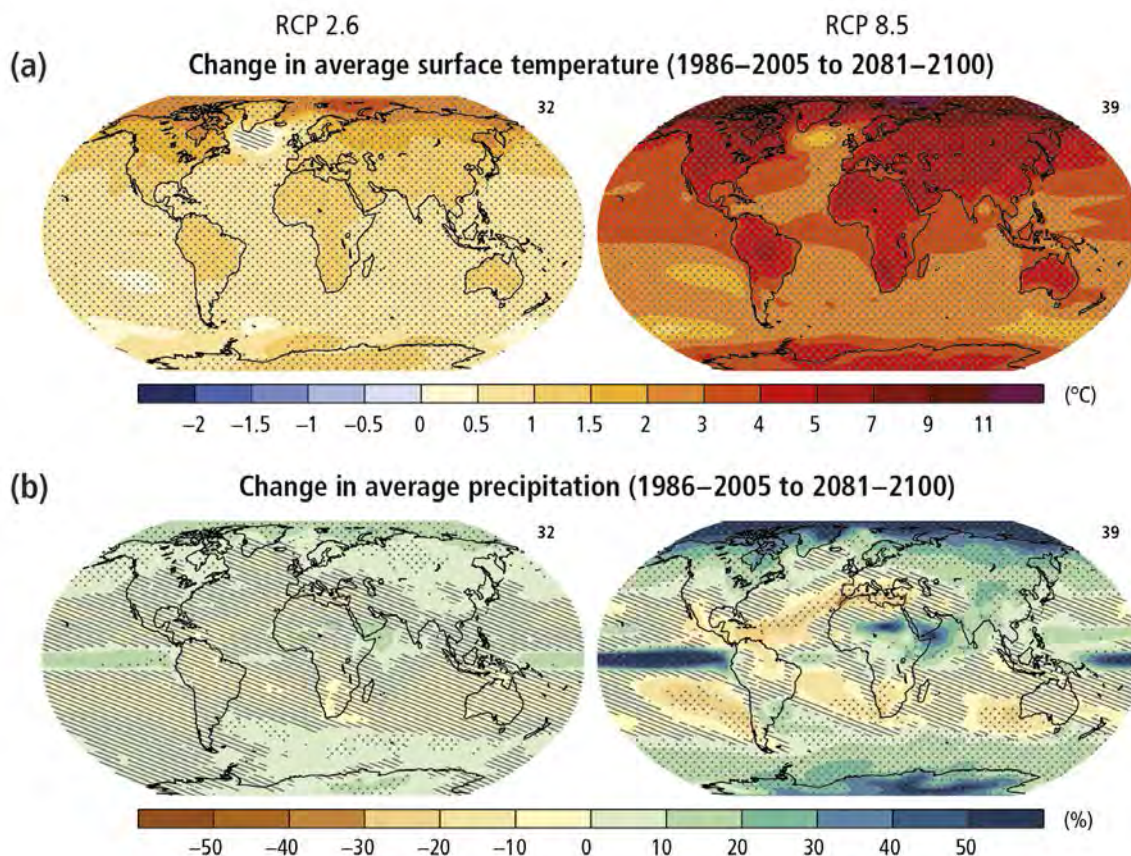 RCP 2.6 RCP 8.5
(a) Change in average surface temperature (1986–2005 to 2081–2100)
32 39
−2 −1.5 −1 −0.5 0 0.5 1 1.5 2 3 4 5 7 9 11 (°C)
(b) Change in average precipitation (1986–2005 to 2081–2100)
32 39
−50 −40 −30 −20 −10 0 10 20 30 40 50 (%)